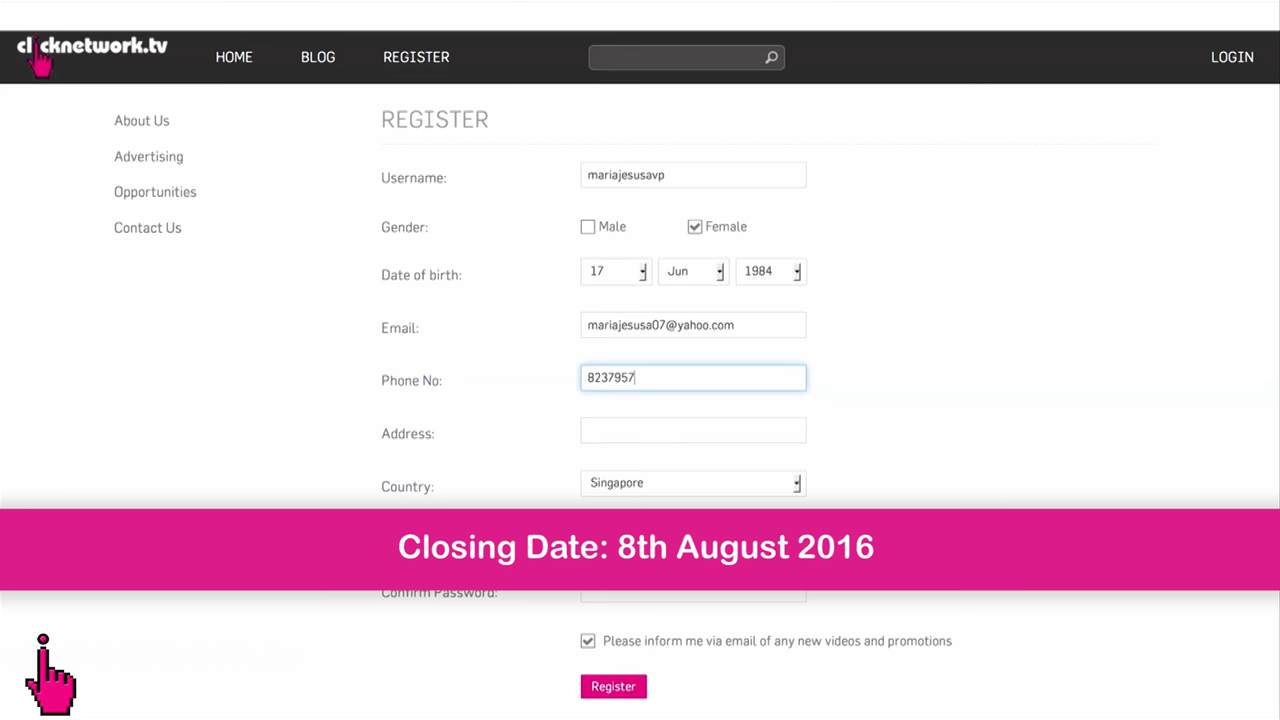 clicknetwork.tv HOME BLOG REGISTER LOGIN
About Us
Advertising
Opportunities
Contact Us
REGISTER
Username: mariajesusavp
Gender: Male Female
Date of birth: 17 Jun 1984
Email: mariajesusa07@yahoo.com
Phone No: 8237957
Address:
Country: Singapore
Closing Date: 8th August 2016
Confirm Password:
Please inform me via email of any new videos and promotions
Register